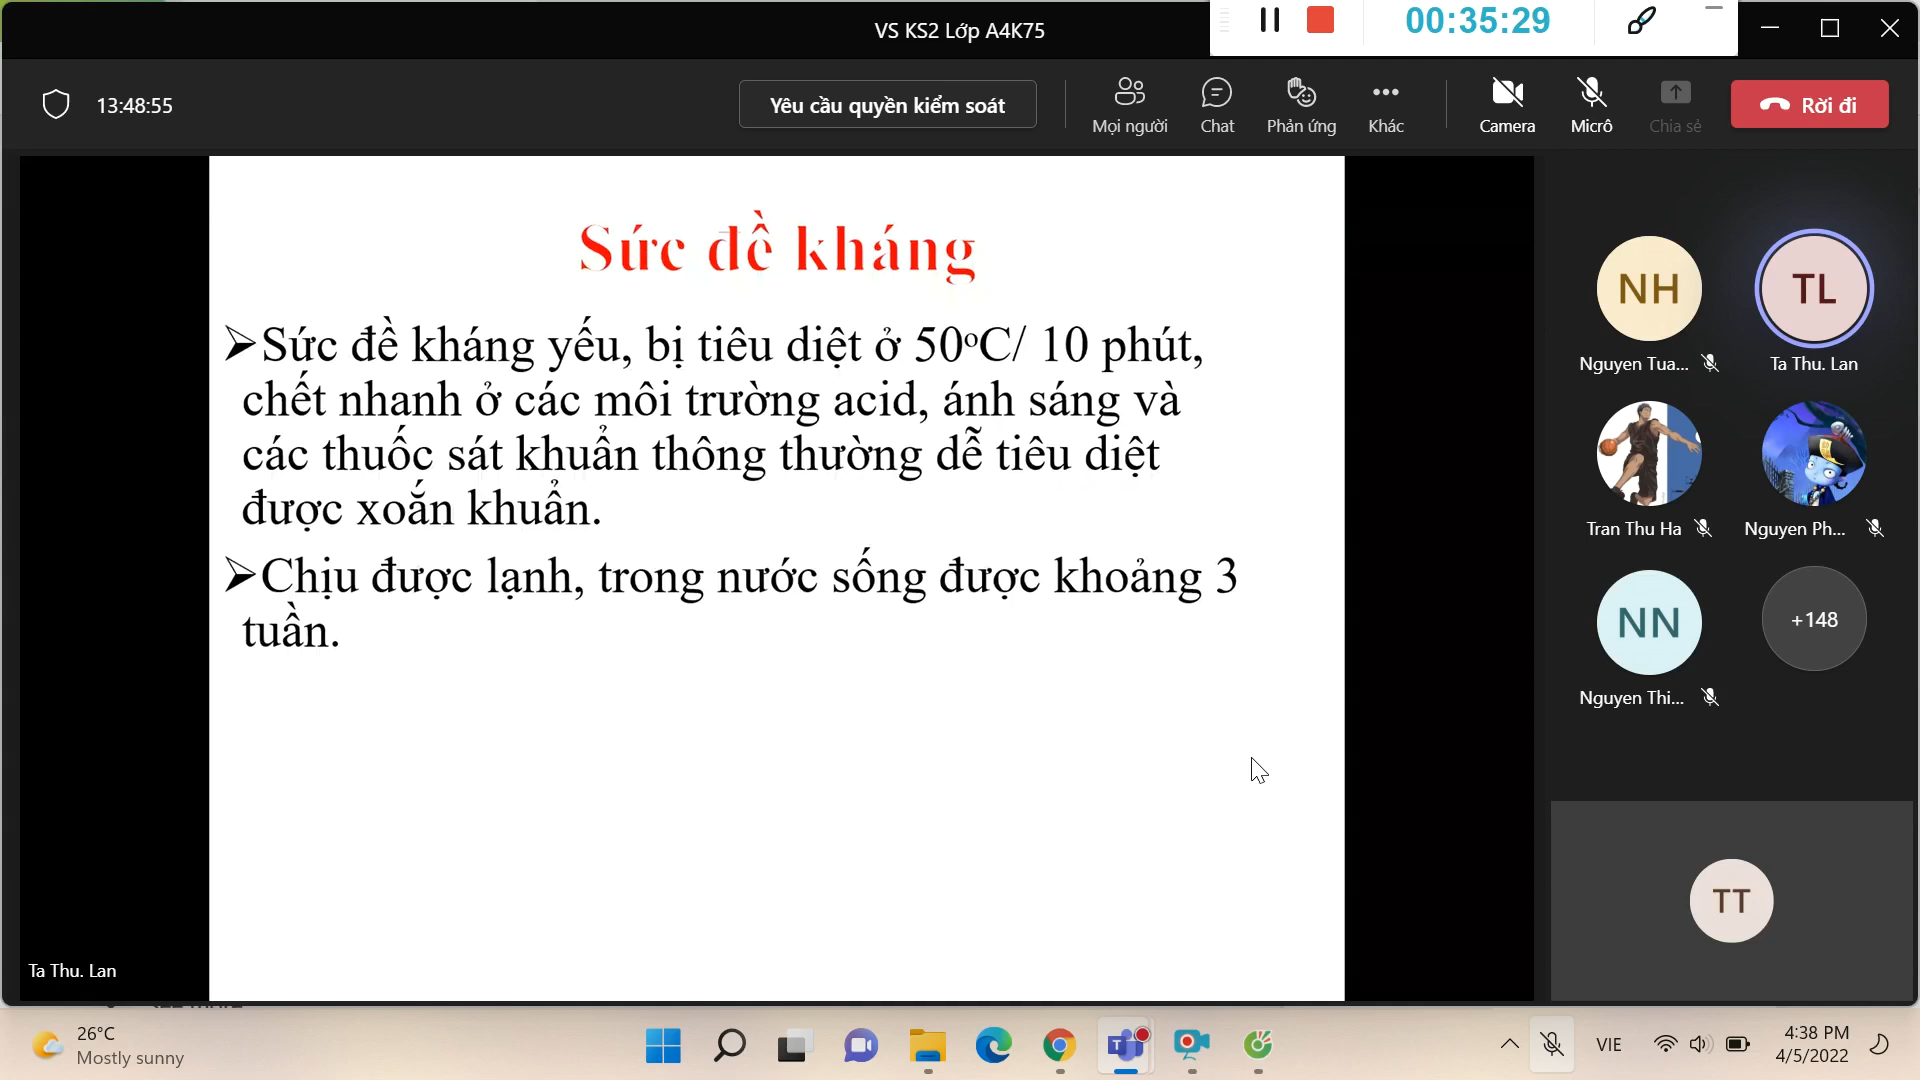 VS KS2 Lớp A4K75
00:35:29
13:48:55
Yêu cầu quyền kiểm soát
Mọi người
Chat
Phản ứng
Khác
Camera
Micrô
Chia sẻ
Rời đi
Sức đề kháng
➢Sức đề kháng yếu, bị tiêu diệt ở 50ºC/ 10 phút,
chết nhanh ở các môi trường acid, ánh sáng và
các thuốc sát khuẩn thông thường dễ tiêu diệt
được xoắn khuẩn.
➢Chịu được lạnh, trong nước sống được khoảng 3
tuần.
NH
TL
Nguyen Tua...
Ta Thu. Lan
Tran Thu Ha
Nguyen Ph...
NN
+148
Nguyen Thi...
TT
Ta Thu. Lan
26°C
Mostly sunny
VIE
4:38 PM
4/5/2022